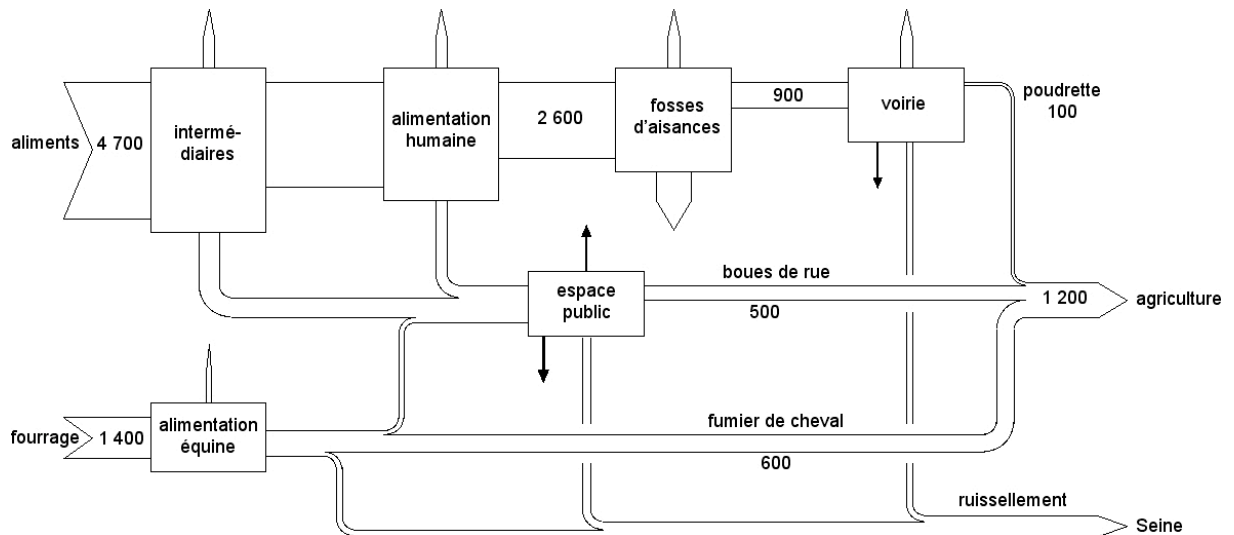 aliments
4 700
intermé-
diaires
alimentation
humaine
2 600
fosses
d'aisances
900
voirie
poudrette
100
espace
public
boues de rue
500
1 200
agriculture
fourrage
1 400
alimentation
équine
fumier de cheval
600
ruissellement
Seine